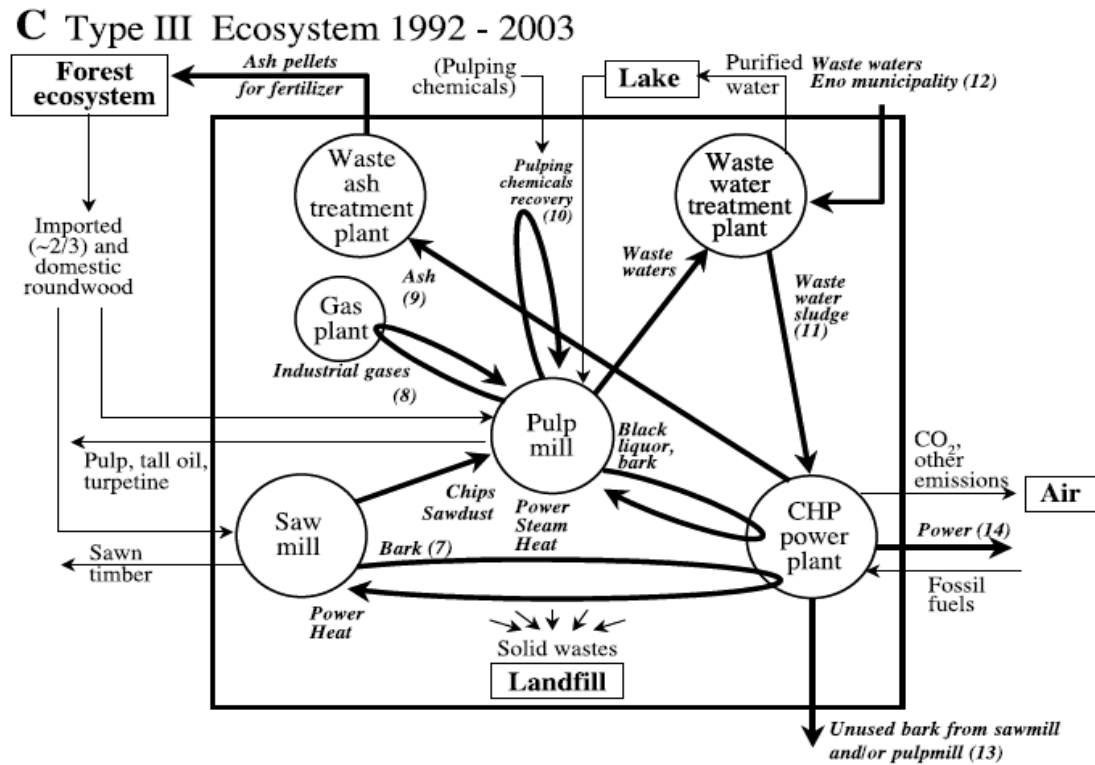 C Type III Ecosystem 1992 - 2003
Forest
ecosystem
Ash pellets
for fertilizer
(Pulping
chemicals)
Lake
Purified
water
Waste waters
Eno municipality (12)
Waste
ash
treatment
plant
Pulping
chemicals
recovery
(10)
Waste
water
treatment
plant
Imported
(~2/3) and
domestic
roundwood
Ash
(9)
Waste
waters
Waste
water
sludge
(11)
Gas
plant
Industrial gases
(8)
Pulp
mill
Black
liquor,
bark
Pulp, tall oil,
turpetine
Chips
Sawdust
Power
Steam
Heat
CO2,
other
emissions
Air
Saw
mill
CHP
power
plant
Power (14)
Sawn
timber
Bark (7)
Fossil
fuels
Power
Heat
Solid wastes
Landfill
Unused bark from sawmill
and/or pulpmill (13)